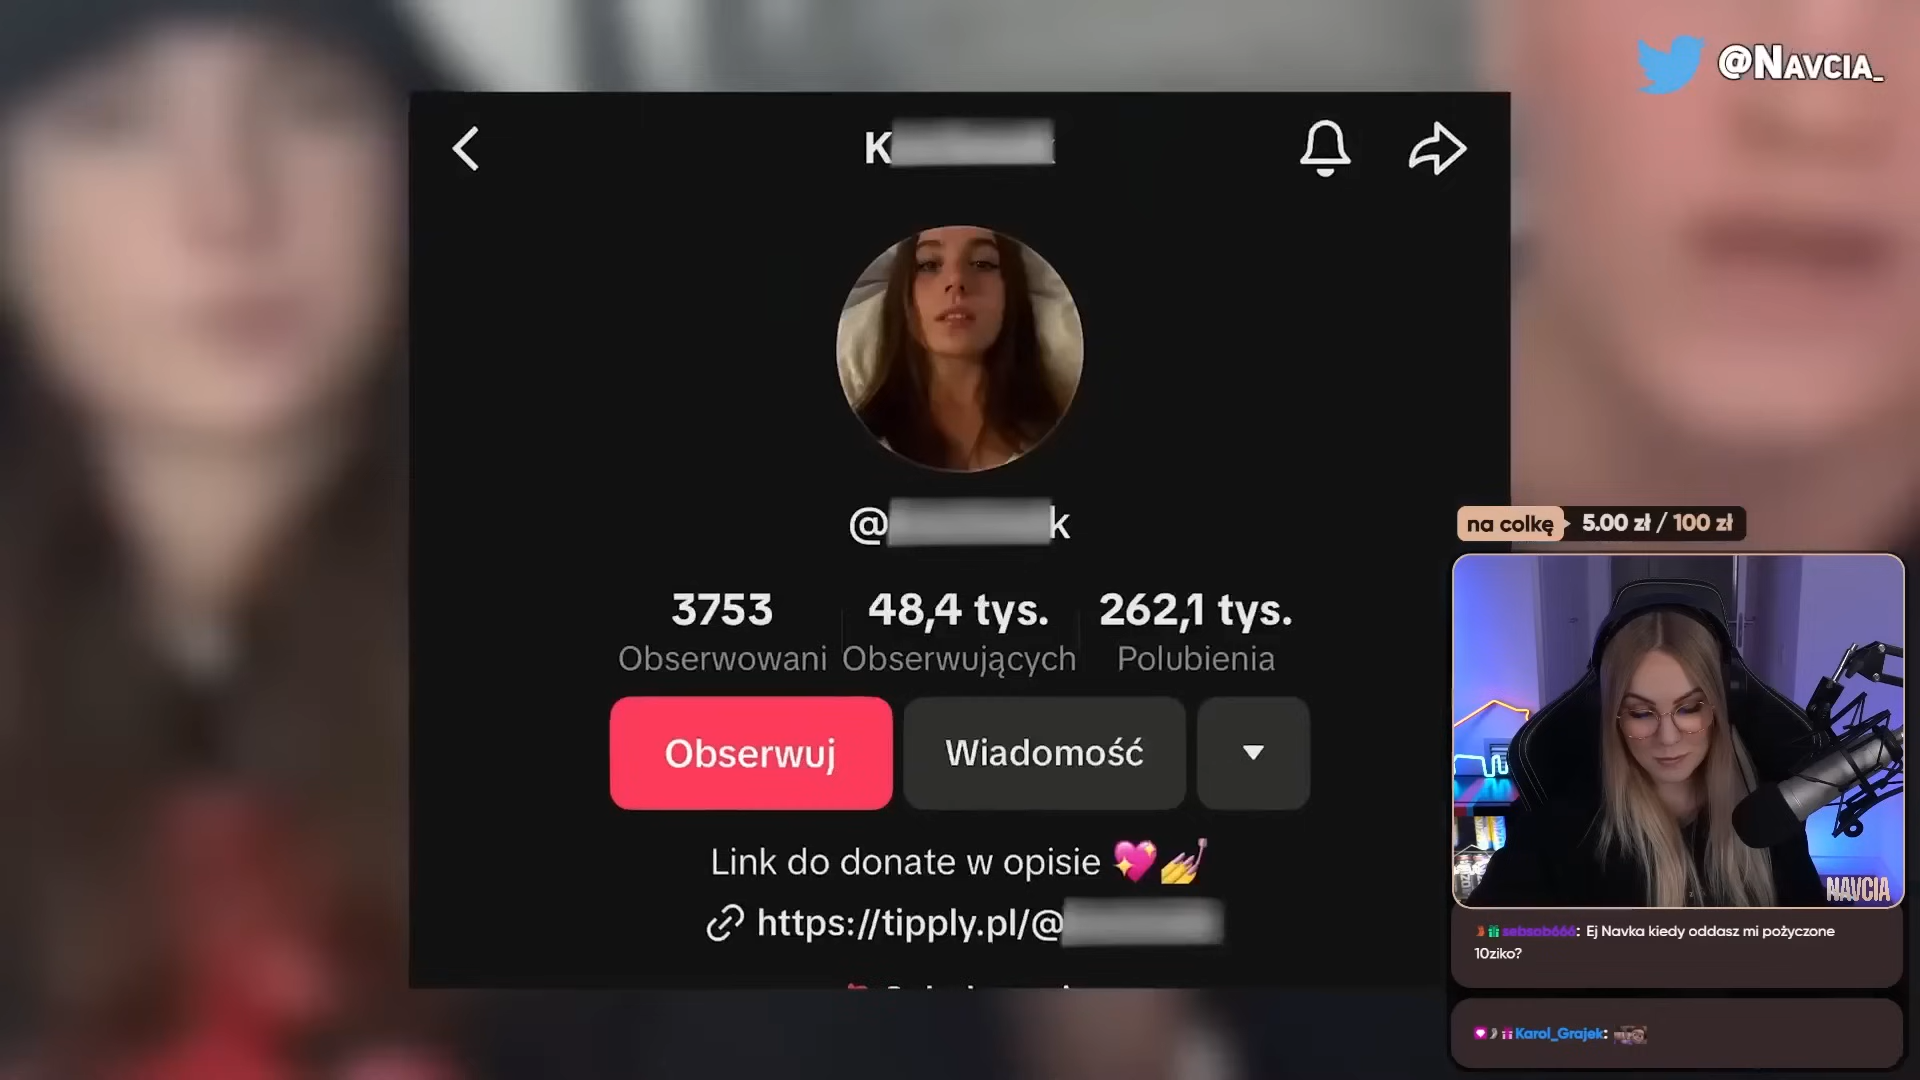 @NAVCIA_
K
@ k
3753 48,4 tys. 262,1 tys.
Obserwowani Obserwujących Polubienia
Obserwuj Wiadomość
Link do donate w opisie 💖💅
https://tipply.pl/@
na colkę 5.00 zł / 100 zł
NAVCIA
sebsob666: Ej Navka kiedy oddasz mi pożyczone
10ziko?
Karol_Grajek: